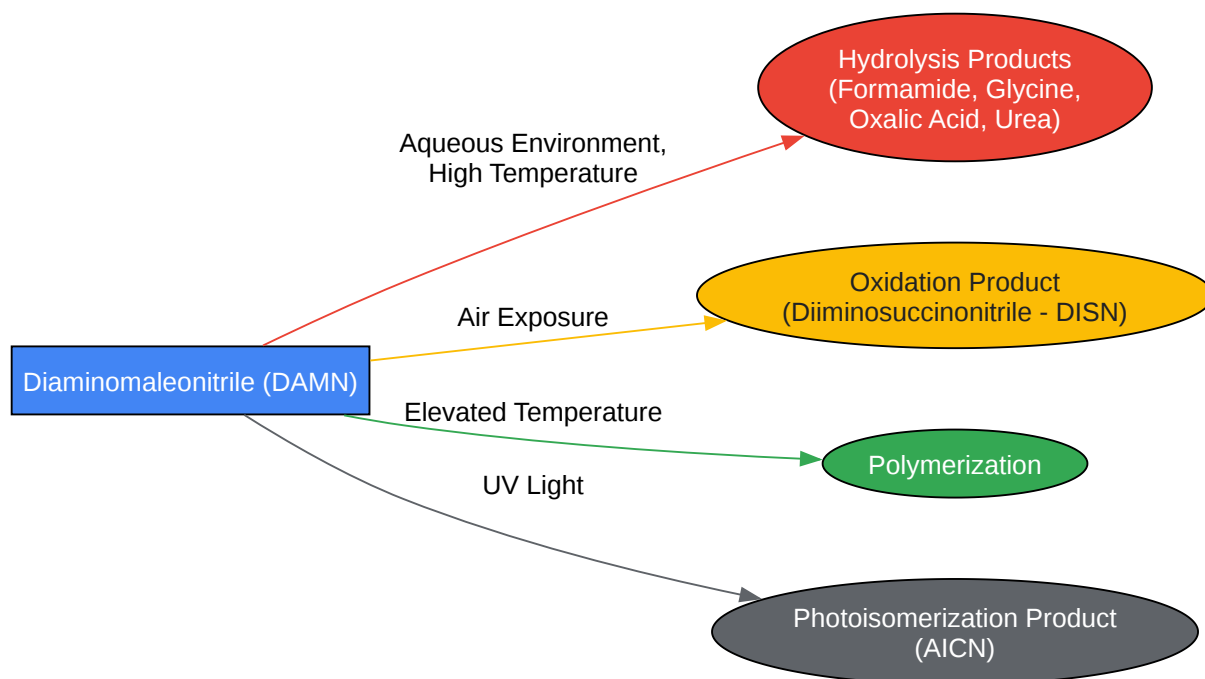 Hydrolysis Products
(Formamide, Glycine,
Oxalic Acid, Urea)
Aqueous Environment,
High Temperature
Oxidation Product
(Diiminosuccinonitrile - DISN)
Air Exposure
Diaminomaleonitrile (DAMN)
Elevated Temperature
Polymerization
UV Light
Photoisomerization Product
(AICN)